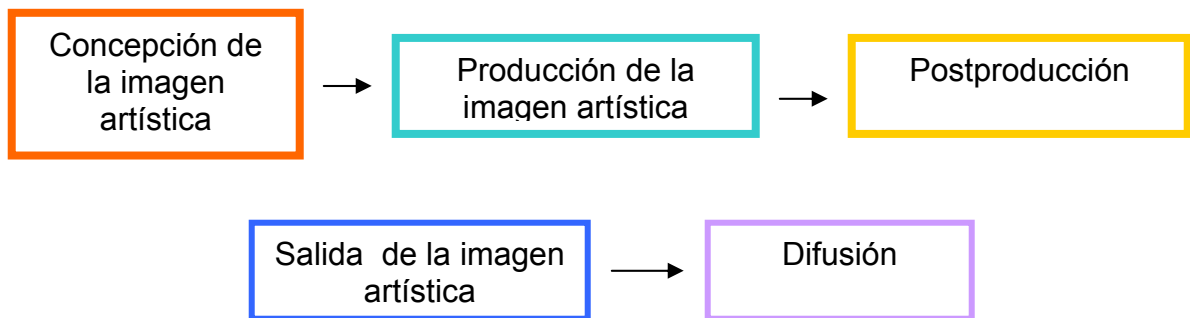 Concepción de
la imagen
artística
Producción de la
imagen artística
Postproducción
Salida  de la imagen
artística
Difusión